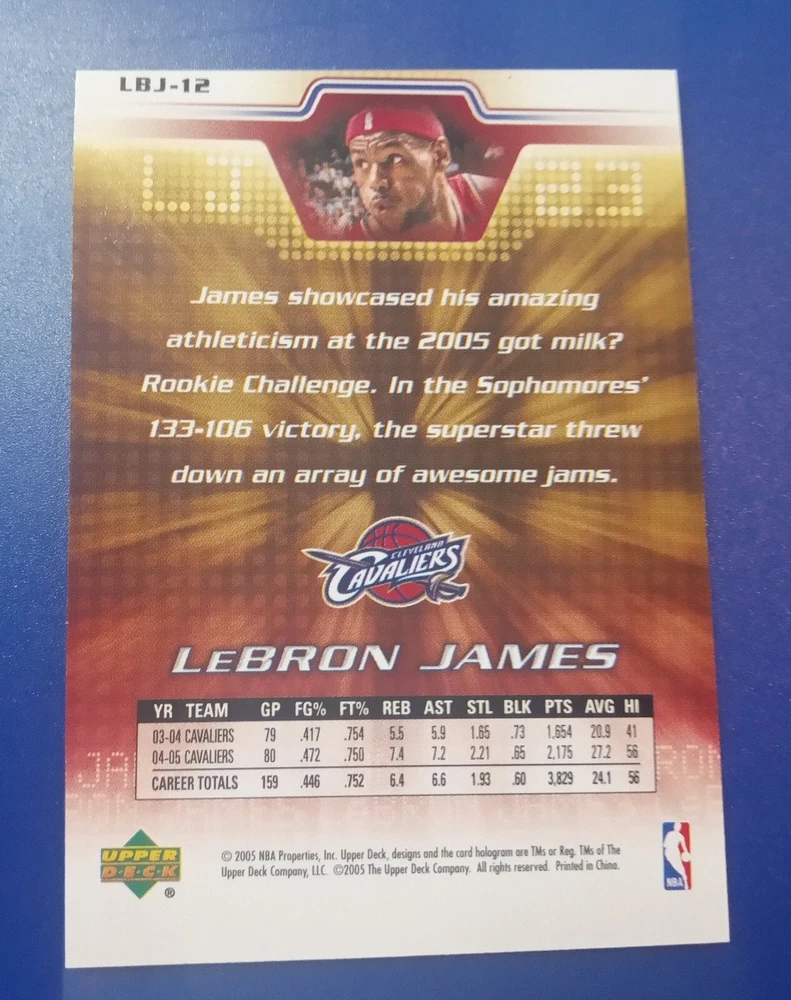 LBJ-12
LJ 23
James showcased his amazing
athleticism at the 2005 got milk?
Rookie Challenge. In the Sophomores'
133-106 victory, the superstar threw
down an array of awesome jams.
CLEVELAND
CAVALIERS
LEBRON JAMES
YR TEAM GP FG% FT% REB AST STL BLK PTS AVG HI
03-04 CAVALIERS 79 .417 .754 5.5 5.9 1.65 .73 1,654 20.9 41
04-05 CAVALIERS 80 .472 .750 7.4 7.2 2.21 .65 2,175 27.2 56
CAREER TOTALS 159 .446 .752 6.4 6.6 1.93 .60 3,829 24.1 56
UPPER
DECK
®
© 2005 NBA Properties, Inc. Upper Deck, designs and the card hologram are TMs or Reg. TMs of The
Upper Deck Company, LLC. ©2005 The Upper Deck Company. All rights reserved. Printed in China.
NBA